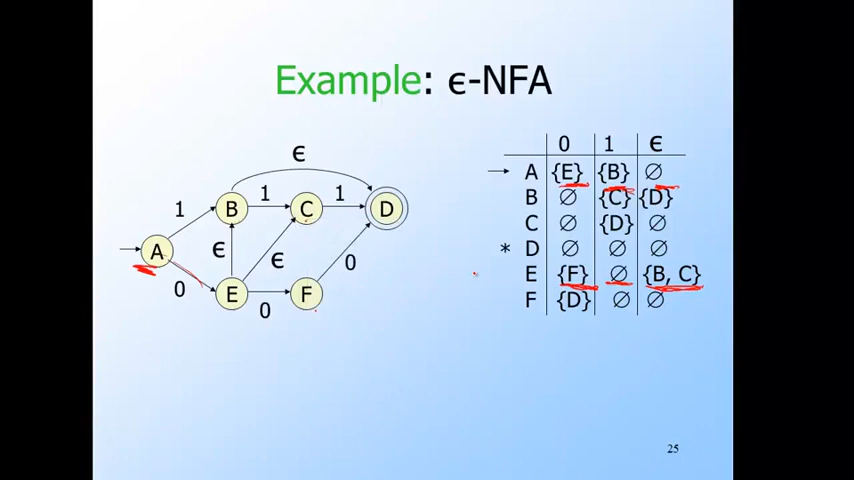 Example: ϵ-NFA
ϵ
1
B
1
C
1
D
A
ϵ
ϵ
0
0
E
0
F
0 1 ϵ
A {E} {B} ∅
B ∅ {C} {D}
C ∅ {D} ∅
* D ∅ ∅ ∅
E {F} ∅ {B, C}
F {D} ∅ ∅
25